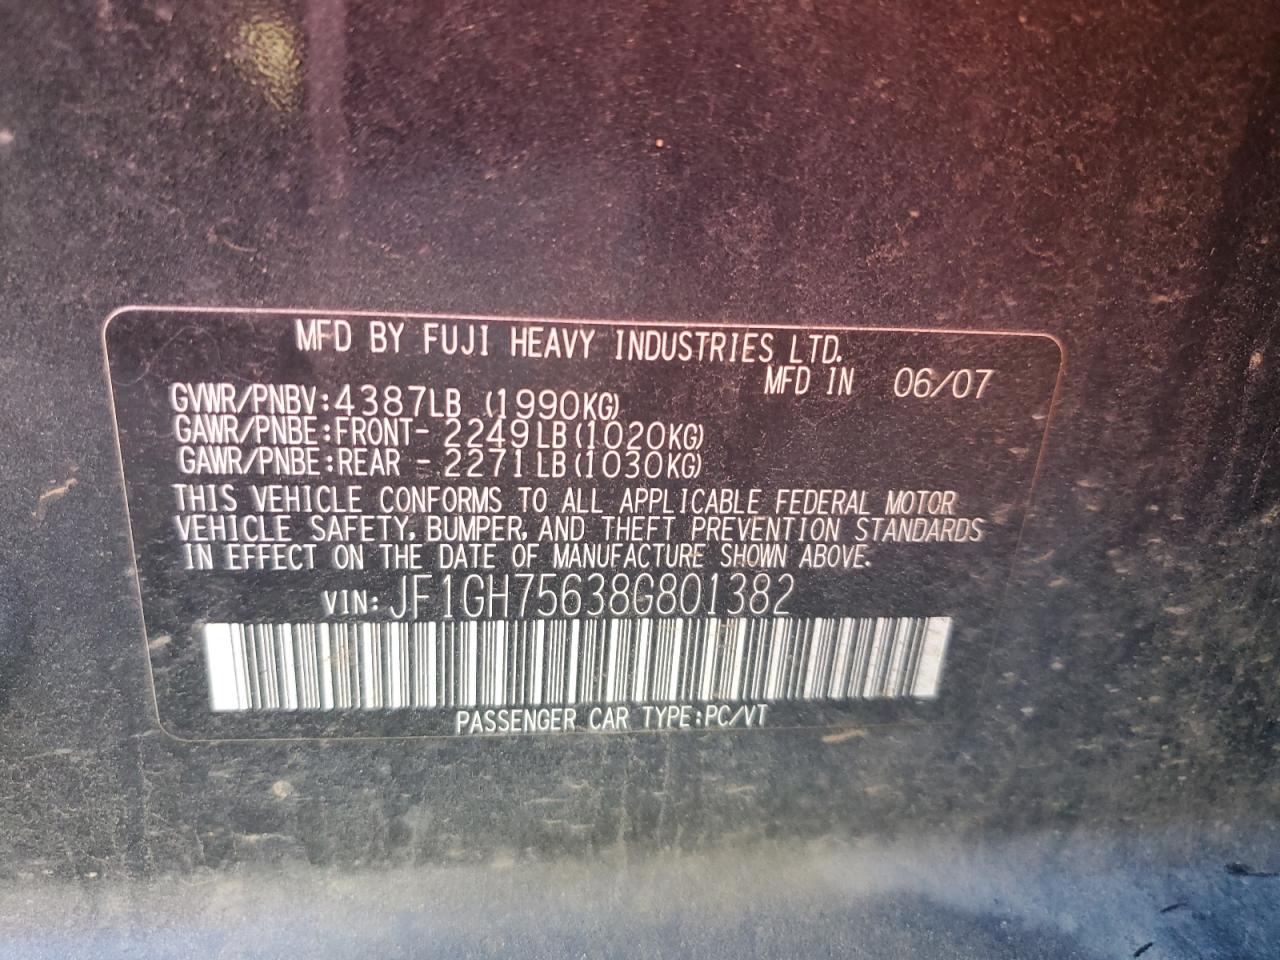 MFD BY FUJI HEAVY INDUSTRIES LTD.
MFD IN 06/07
GVWR/PNBV:4387LB (1990KG)
GAWR/PNBE:FRONT- 2249LB(1020KG)
GAWR/PNBE:REAR - 2271LB(1030KG)
THIS VEHICLE CONFORMS TO ALL APPLICABLE FEDERAL MOTOR
VEHICLE SAFETY, BUMPER, AND THEFT PREVENTION STANDARDS
IN EFFECT ON THE DATE OF MANUFACTURE SHOWN ABOVE.
VIN: JF1GH75638G801382
PASSENGER CAR TYPE:PC/VT